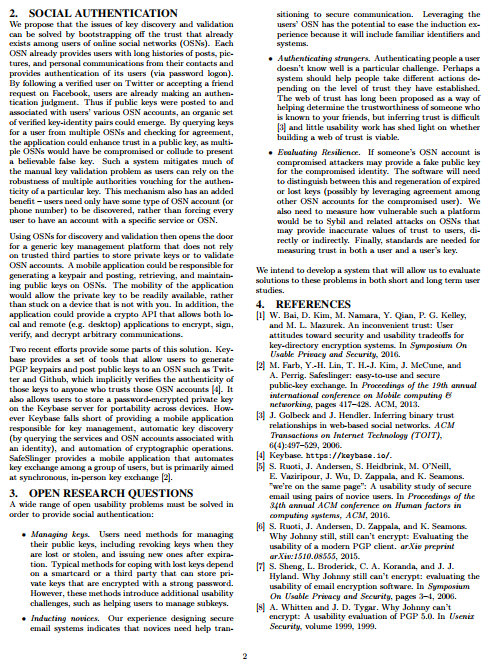 2. SOCIAL AUTHENTICATION
We propose that the issues of key discovery and validation
can be solved by bootstrapping off the trust that already
exists among users of online social networks (OSNs). Each
OSN already provides users with long histories of posts, pic-
tures, and personal communications from their contacts and
provides authentication of its users (via password logon).
By following a verified user on Twitter or accepting a friend
request on Facebook, users are already making an authen-
tication judgment. Thus if public keys were posted to and
associated with users' various OSN accounts, an organic set
of verified key-identity pairs could emerge. By querying keys
for a user from multiple OSNs and checking for agreement,
the application could enhance trust in a public key, as multi-
ple OSNs would have be compromised or collude to present
a believable false key. Such a system mitigates much of
the manual key validation problem as users can rely on the
robustness of multiple authorities vouching for the authen-
ticity of a particular key. This mechanism also has an added
benefit – users need only have some type of OSN account (or
phone number) to be discovered, rather than forcing every
user to have an account with a specific service or OSN.
Using OSNs for discovery and validation then opens the door
for a generic key management platform that does not rely
on trusted third parties to store private keys or to validate
OSN accounts. A mobile application could be responsible for
generating a keypair and posting, retrieving, and maintain-
ing public keys on OSNs. The mobility of the application
would allow the private key to be readily available, rather
than stuck on a device that is not with you. In addition, the
application could provide a crypto API that allows both lo-
cal and remote (e.g. desktop) applications to encrypt, sign,
verify, and decrypt arbitrary communications.
Two recent efforts provide some parts of this solution. Key-
base provides a set of tools that allow users to generate
PGP keypairs and post public keys to an OSN such as Twit-
ter and Github, which implicitly verifies the authenticity of
those keys to anyone who trusts those OSN accounts [4]. It
also allows users to store a password-encrypted private key
on the Keybase server for portability across devices. How-
ever Keybase falls short of providing a mobile application
responsible for key management, automatic key discovery
(by querying the services and OSN accounts associated with
an identity), and automation of cryptographic operations.
SafeSlinger provides a mobile application that automates
key exchange among a group of users, but is primarily aimed
at synchronous, in-person key exchange [2].
3. OPEN RESEARCH QUESTIONS
A wide range of open usability problems must be solved in
order to provide social authentication:
• Managing keys. Users need methods for managing
their public keys, including revoking keys when they
are lost or stolen, and issuing new ones after expira-
tion. Typical methods for coping with lost keys depend
on a smartcard or a third party that can store pri-
vate keys that are encrypted with a strong password.
However, these methods introduce additional usability
challenges, such as helping users to manage subkeys.
• Inducting novices. Our experience designing secure
email systems indicates that novices need help tran-
sitioning to secure communication. Leveraging the
users' OSN has the potential to ease the induction ex-
perience because it will include familiar identifiers and
systems.
• Authenticating strangers. Authenticating people a user
doesn't know well is a particular challenge. Perhaps a
system should help people take different actions de-
pending on the level of trust they have established.
The web of trust has long been proposed as a way of
helping determine the trustworthiness of someone who
is known to your friends, but inferring trust is difficult
[3] and little usability work has shed light on whether
building a web of trust is viable.
• Evaluating Resilience. If someone's OSN account is
compromised attackers may provide a fake public key
for the compromised identity. The software will need
to distinguish between this and regeneration of expired
or lost keys (possibly by leveraging agreement among
other OSN accounts for the compromised user). We
also need to measure how vulnerable such a platform
would be to Sybil and related attacks on OSNs that
may provide inaccurate values of trust to users, di-
rectly or indirectly. Finally, standards are needed for
measuring trust in both a user and a user's key.
We intend to develop a system that will allow us to evaluate
solutions to these problems in both short and long term user
studies.
4. REFERENCES
[1] W. Bai, D. Kim, M. Namara, Y. Qian, P. G. Kelley,
and M. L. Mazurek. An inconvenient trust: User
attitudes toward security and usability tradeoffs for
key-directory encryption systems. In Symposium On
Usable Privacy and Security, 2016.
[2] M. Farb, Y.-H. Lin, T. H.-J. Kim, J. McCune, and
A. Perrig. Safeslinger: easy-to-use and secure
public-key exchange. In Proceedings of the 19th annual
international conference on Mobile computing &
networking, pages 417–428. ACM, 2013.
[3] J. Golbeck and J. Hendler. Inferring binary trust
relationships in web-based social networks. ACM
Transactions on Internet Technology (TOIT),
6(4):497–529, 2006.
[4] Keybase. https://keybase.io/.
[5] S. Ruoti, J. Andersen, S. Heidbrink, M. O'Neill,
E. Vaziripour, J. Wu, D. Zappala, and K. Seamons.
"we're on the same page": A usability study of secure
email using pairs of novice users. In Proceedings of the
34th annual ACM conference on Human factors in
computing systems, ACM, 2016.
[6] S. Ruoti, J. Andersen, D. Zappala, and K. Seamons.
Why Johnny still, still can't encrypt: Evaluating the
usability of a modern PGP client. arXiv preprint
arXiv:1510.08555, 2015.
[7] S. Sheng, L. Broderick, C. A. Koranda, and J. J.
Hyland. Why Johnny still can't encrypt: evaluating the
usability of email encryption software. In Symposium
On Usable Privacy and Security, pages 3–4, 2006.
[8] A. Whitten and J. D. Tygar. Why Johnny can't
encrypt: A usability evaluation of PGP 5.0. In Usenix
Security, volume 1999, 1999.
2